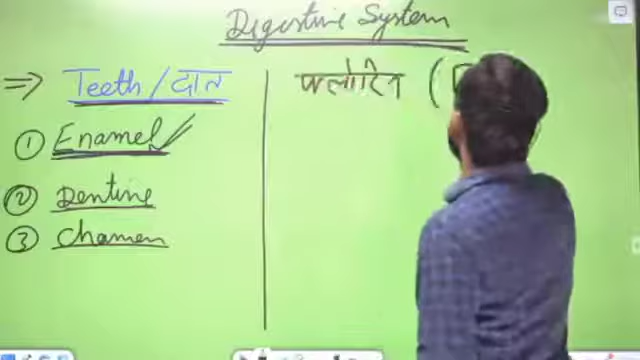 Digestive System
⇒ Teeth / दात
① Enamel
② Dentine
③ Chamen
फ्लोरिन (